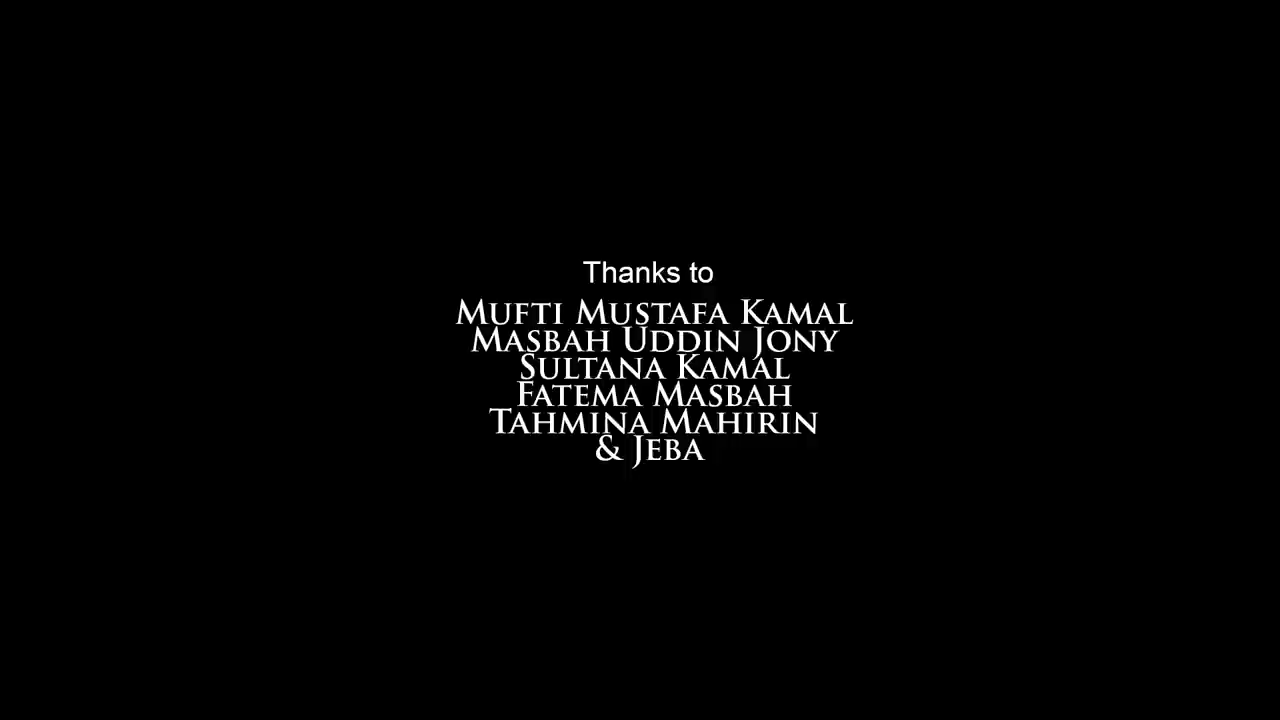 Thanks to
Mufti Mustafa Kamal
Masbah Uddin Jony
Sultana Kamal
Fatema Masbah
Tahmina Mahirin
& Jeba